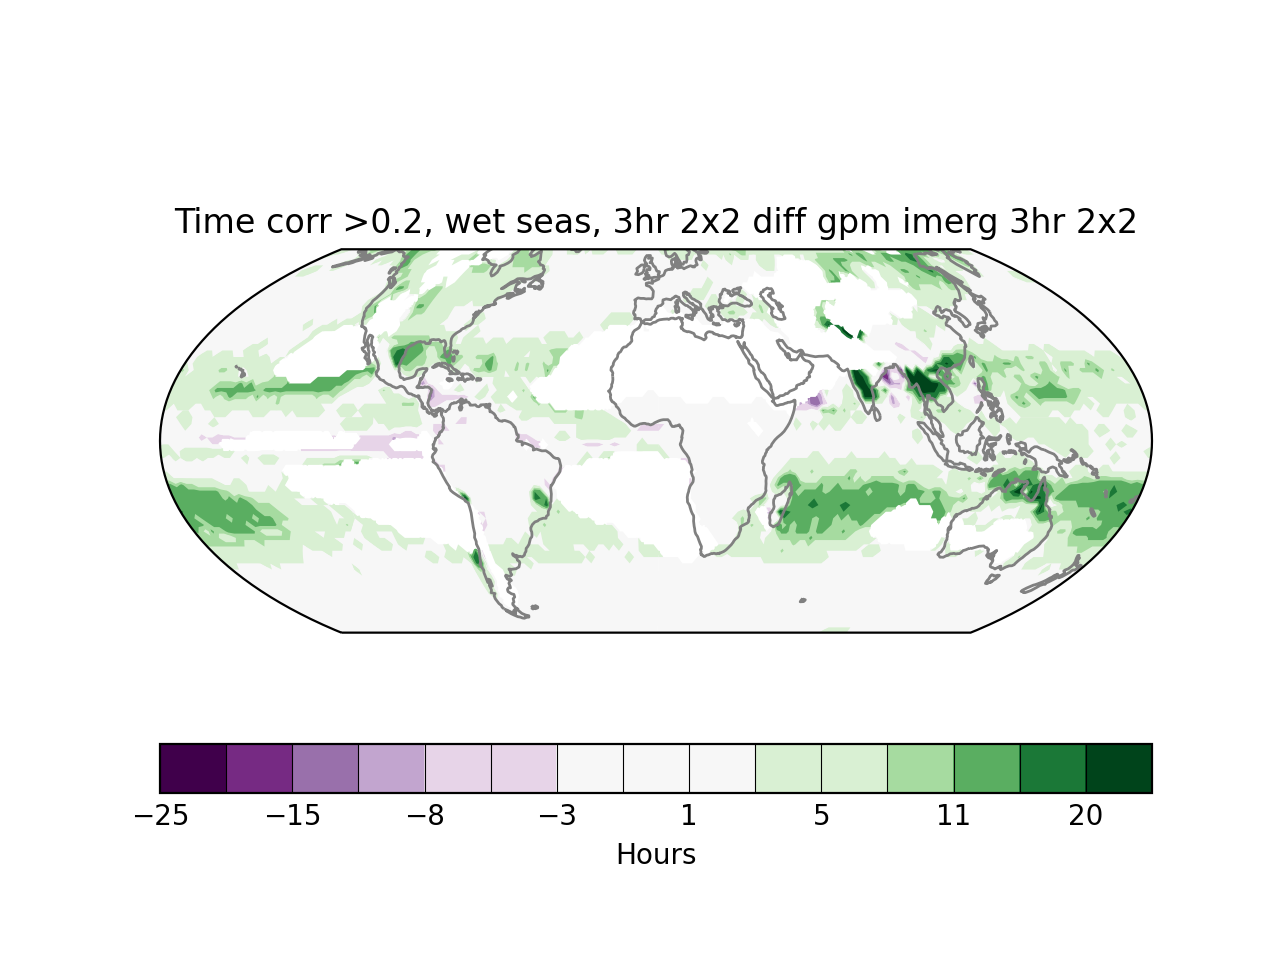 Time corr >0.2, wet seas, 3hr 2x2 diff gpm imerg 3hr 2x2
−25 −15 −8 −3 1 5 11 20
Hours